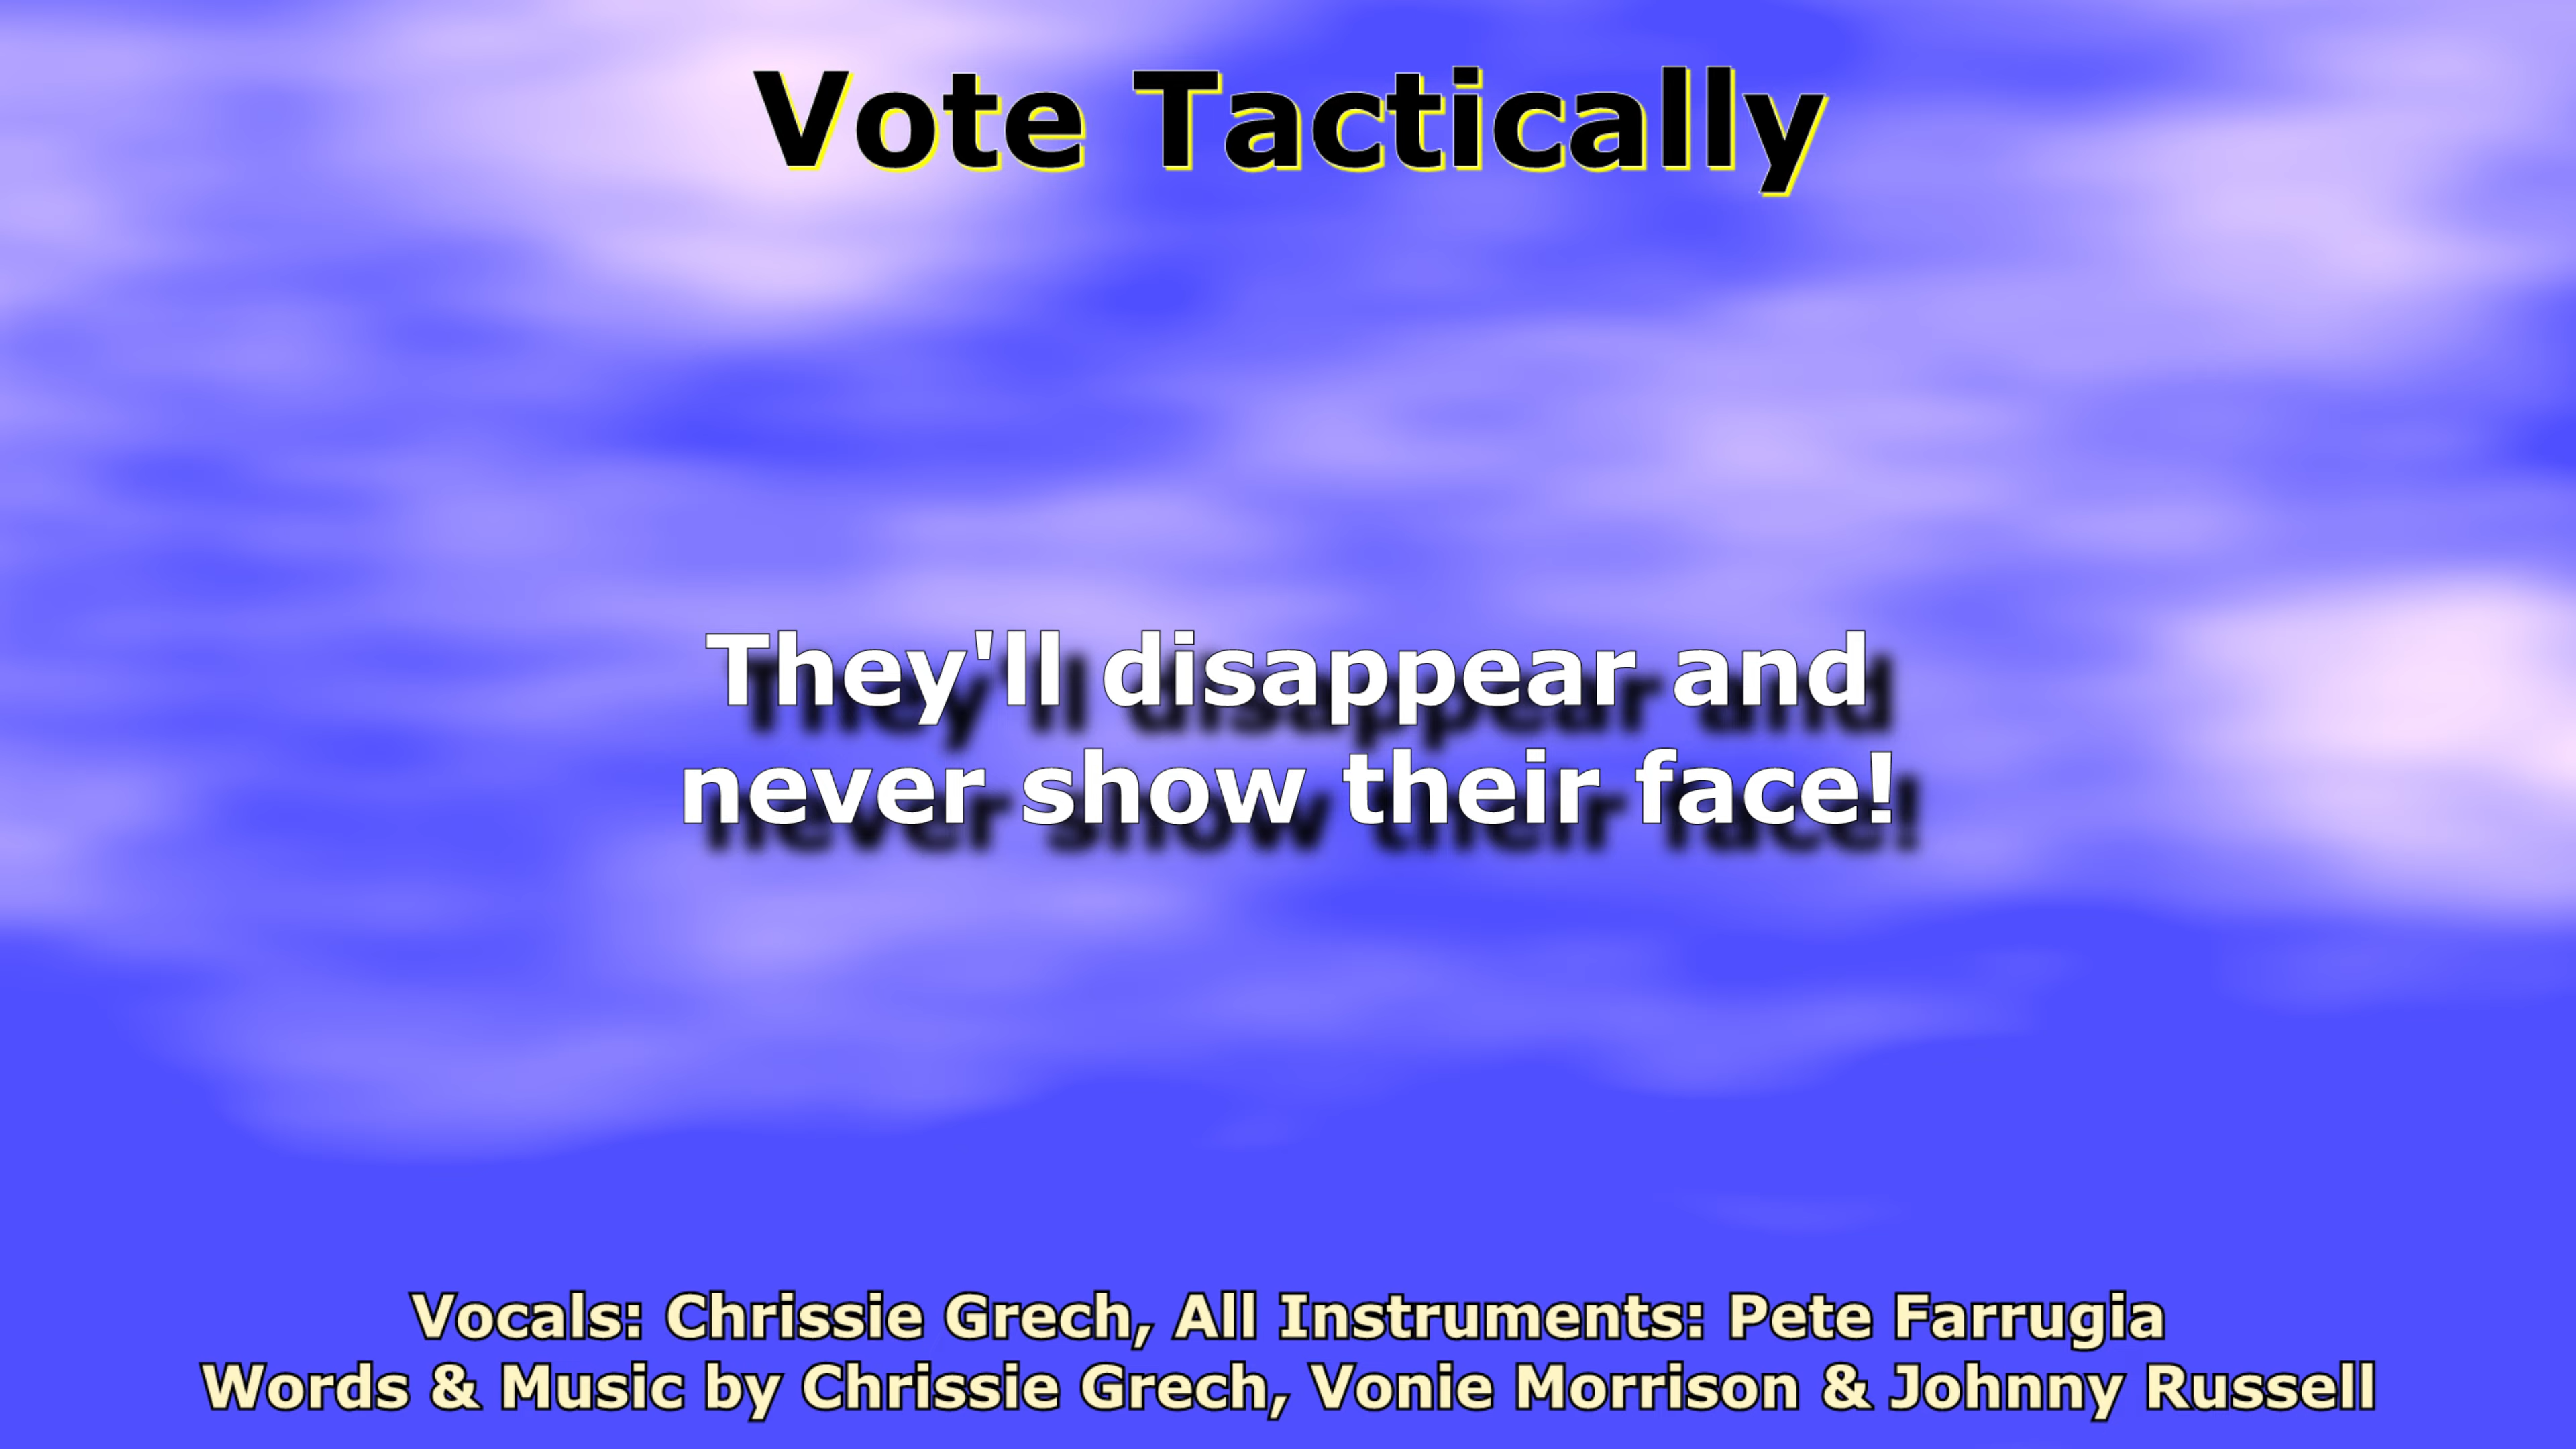 Vote Tactically
They'll disappear and
never show their face!
Vocals: Chrissie Grech, All Instruments: Pete Farrugia
Words & Music by Chrissie Grech, Vonie Morrison & Johnny Russell